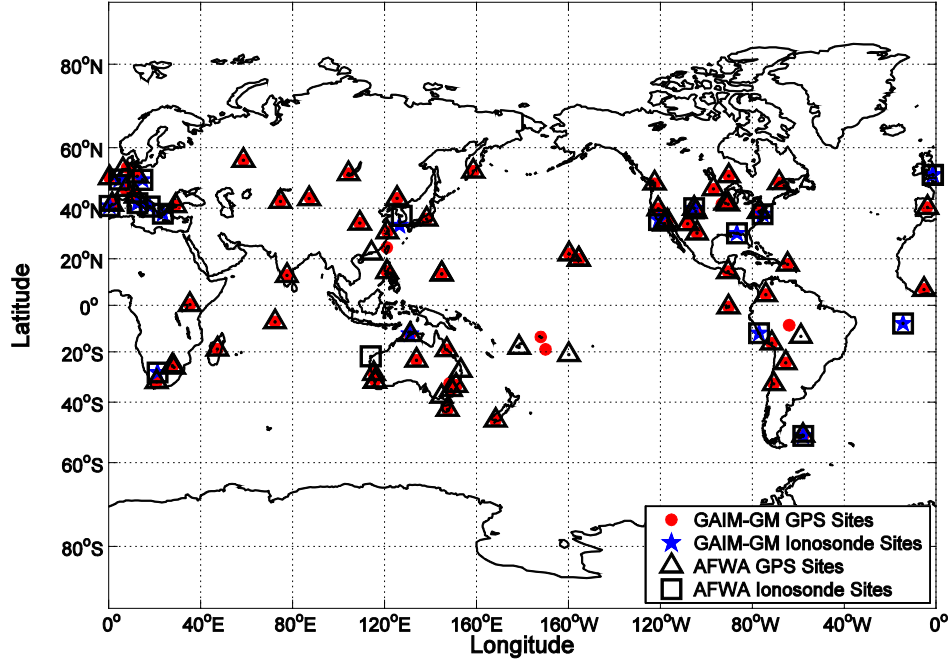 80°N
60°N
40°N
20°N
0°
20°S
40°S
60°S
80°S
Latitude
0°
40°E
80°E
120°E
160°E
160°W
120°W
80°W
40°W
0°
Longitude
GAIM-GM GPS Sites
GAIM-GM Ionosonde Sites
AFWA GPS Sites
AFWA Ionosonde Sites